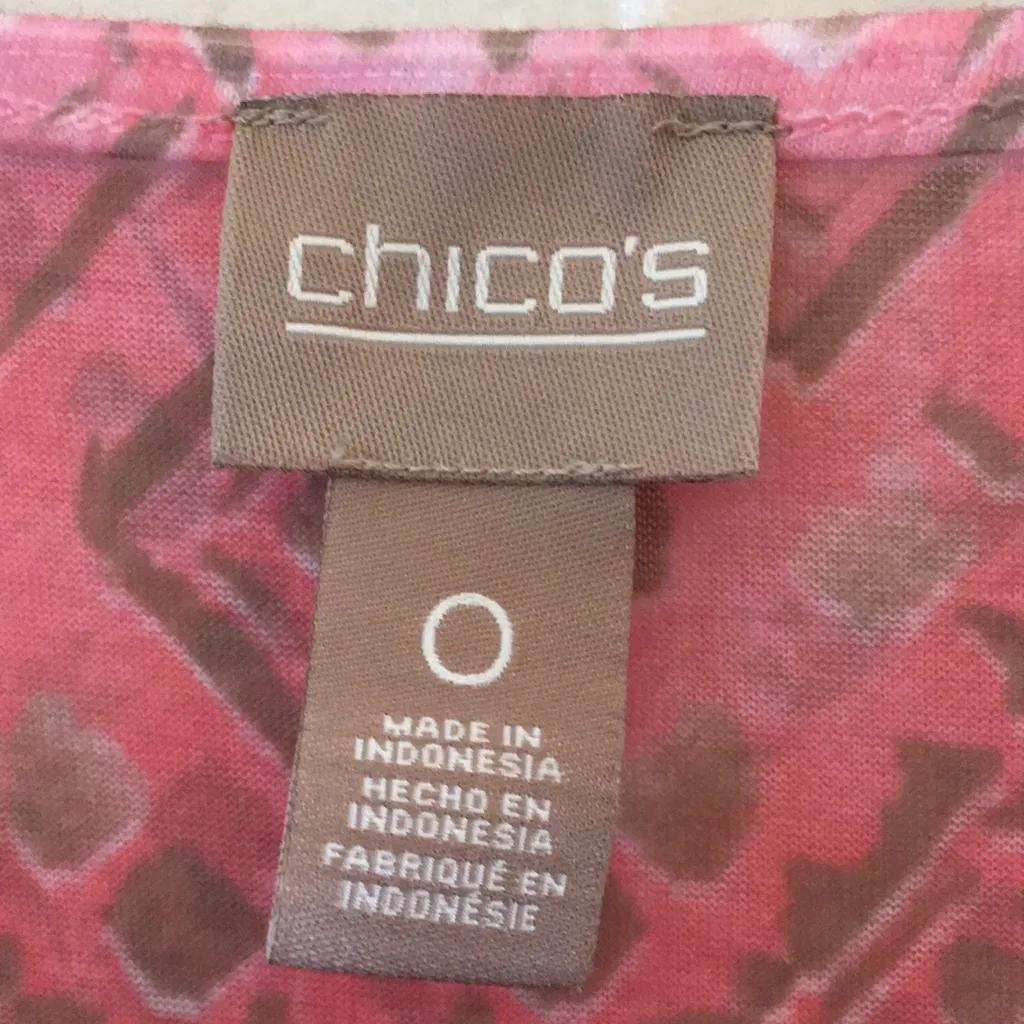 chico's
0
MADE IN
INDONESIA
HECHO EN
INDONESIA
FABRIQUÉ EN
INDONÉSIE